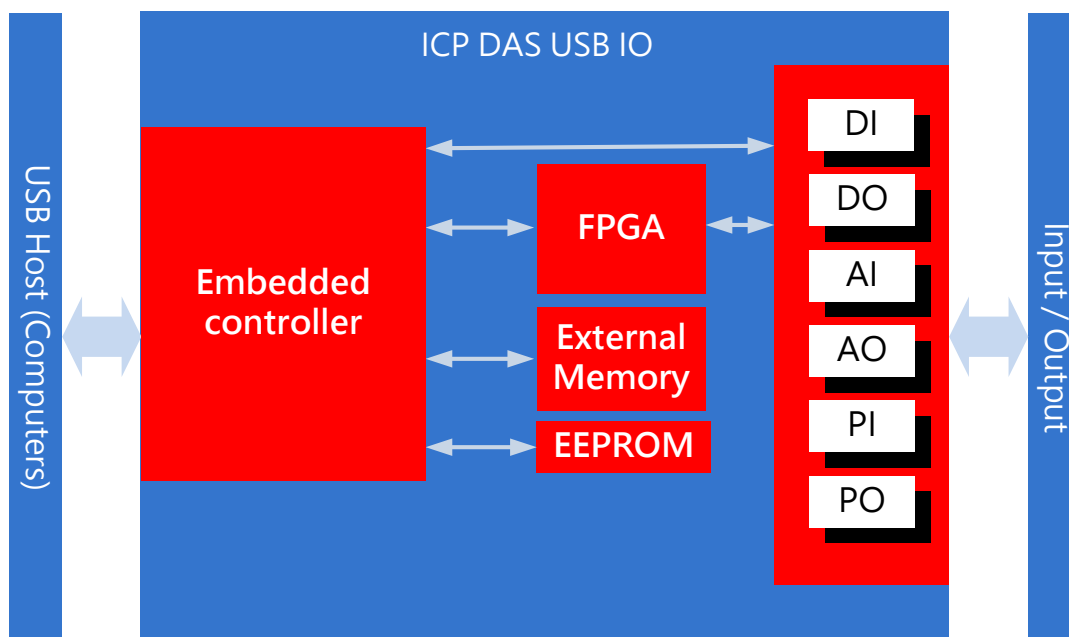 ICP DAS USB IO
USB Host (Computers)
Embedded
controller
FPGA
External
Memory
EEPROM
DI
DO
AI
AO
PI
PO
Input / Output